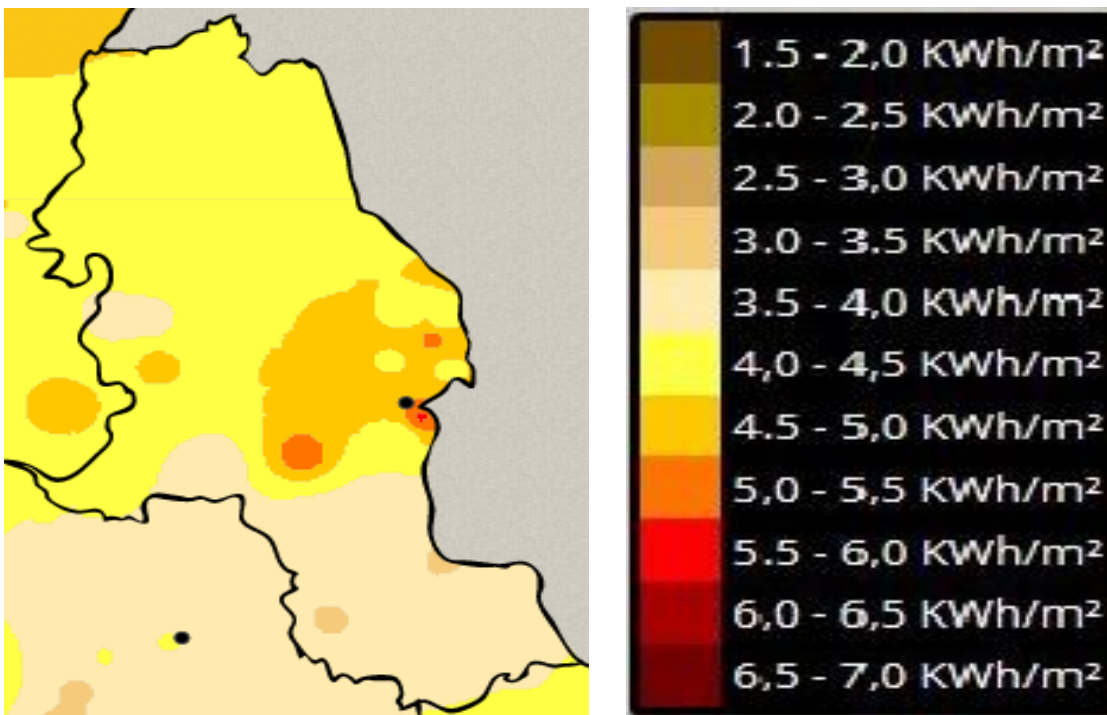 1.5 - 2,0 KWh/m²
2.0 - 2,5 KWh/m²
2.5 - 3,0 KWh/m²
3.0 - 3.5 KWh/m²
3.5 - 4,0 KWh/m²
4,0 - 4,5 KWh/m²
4.5 - 5,0 KWh/m²
5,0 - 5,5 KWh/m²
5.5 - 6,0 KWh/m²
6,0 - 6,5 KWh/m²
6,5 - 7,0 KWh/m²